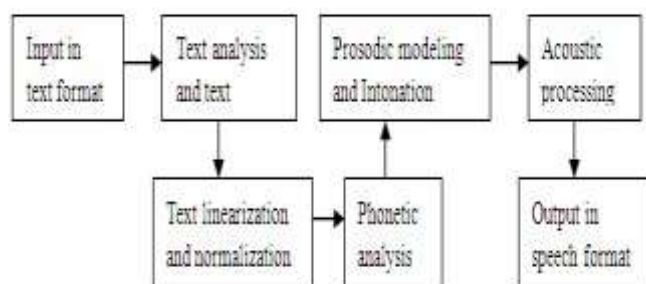 Input in
text format
Text analysis
and text
Text linearization
and normalization
Phonetic
analysis
Prosodic modeling
and Intonation
Acoustic
processing
Output in
speech format